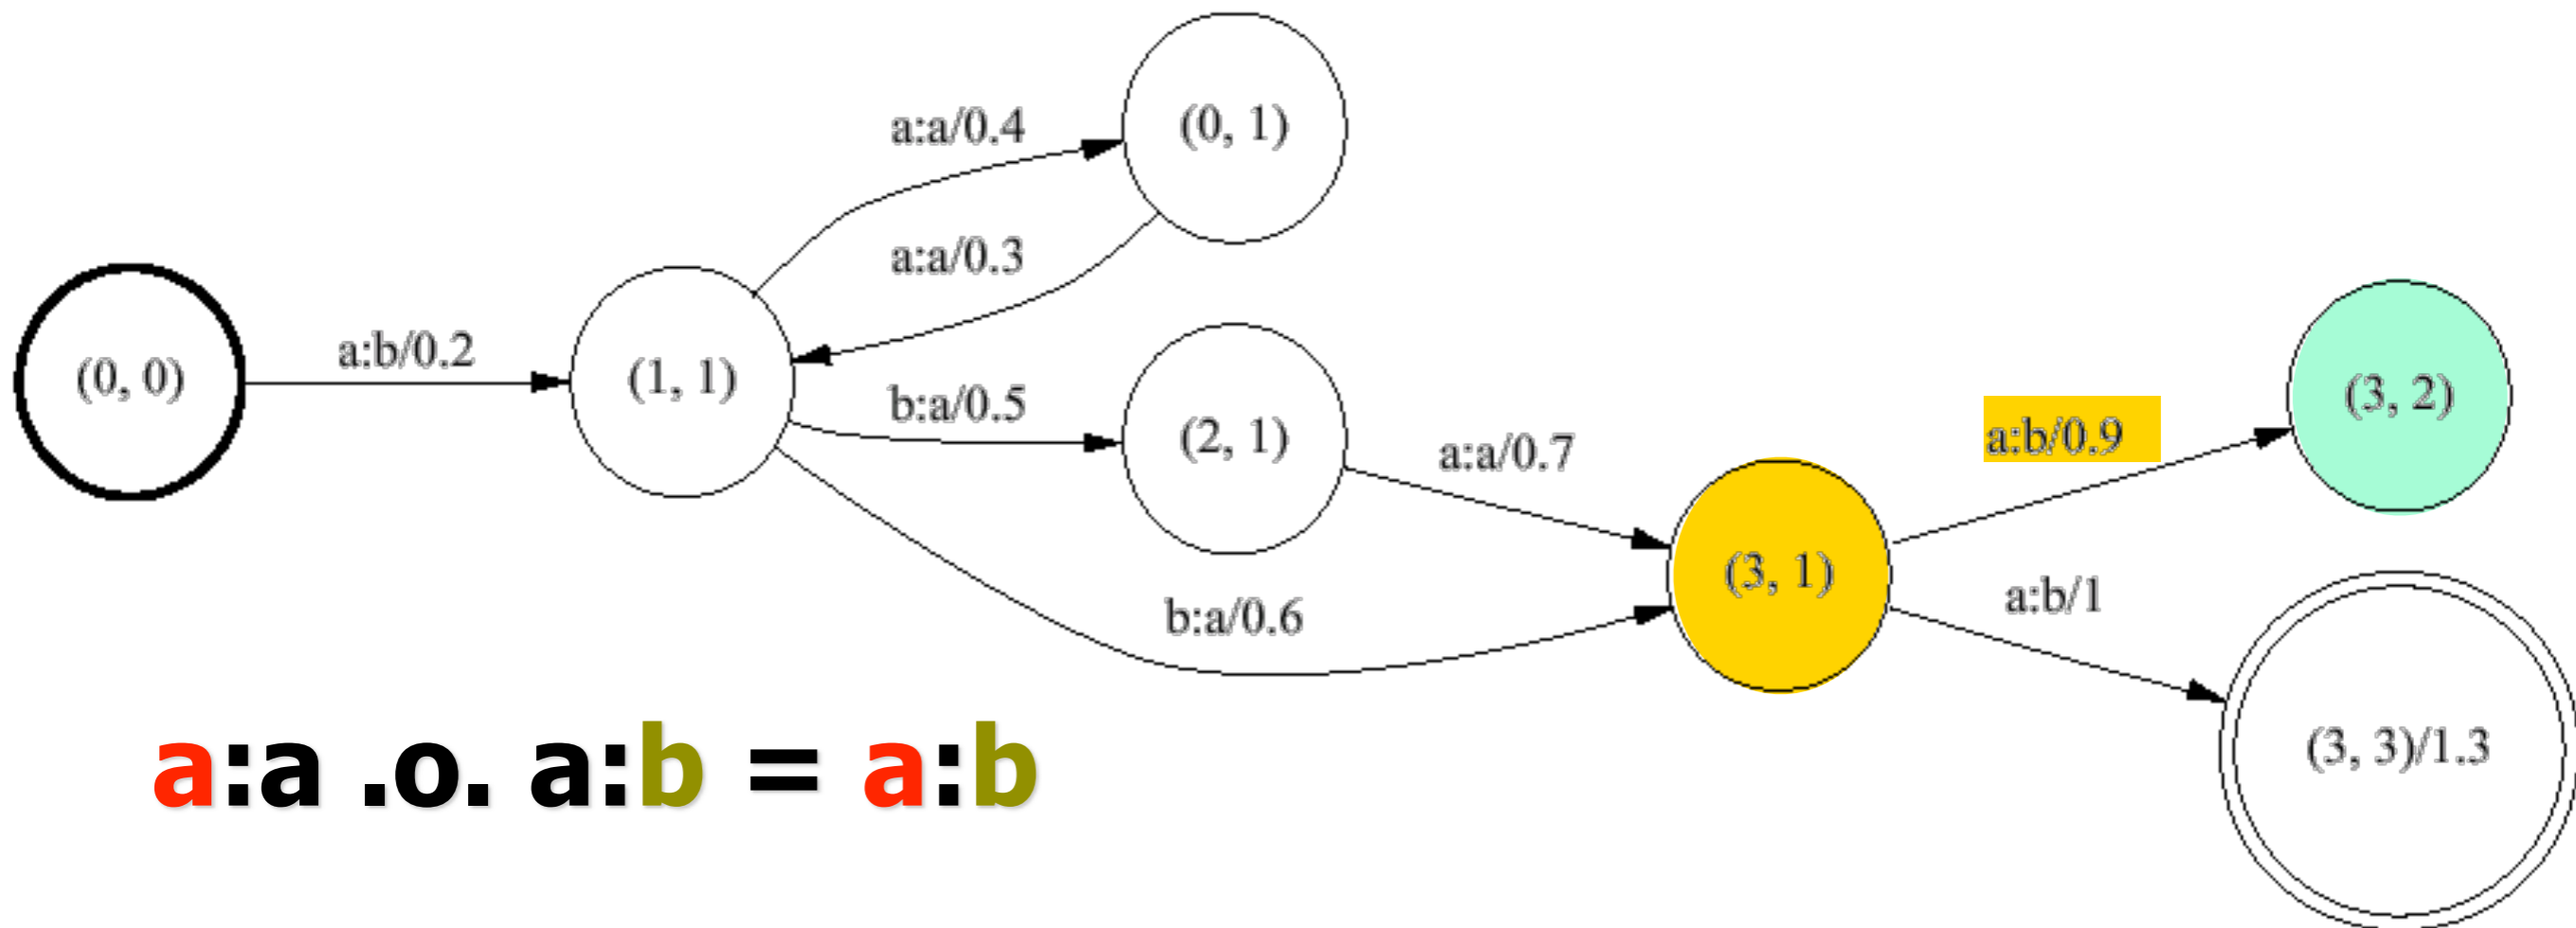 a:a/0.4
(0, 1)
a:a/0.3
(0, 0)
a:b/0.2
(1, 1)
b:a/0.5
(2, 1)
a:a/0.7
a:b/0.9
(3, 2)
b:a/0.6
(3, 1)
a:b/1
(3, 3)/1.3
a:a .o. a:b = a:b